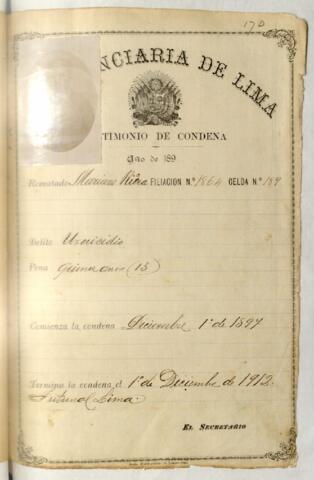 170
NCIARIA DE LIMA
TIMONIO DE CONDENA
Año de 189
Rematado Mariano FILIACION N.º 1864 CELDA N.º 189
Delito Uxoricidio
Pena quince años (15)
Comienza la condena Diciembre 1º de 1897
Termina la condena el 1º de Diciembre de 1912.
Tribunal Lima.
EL SECRETARIO